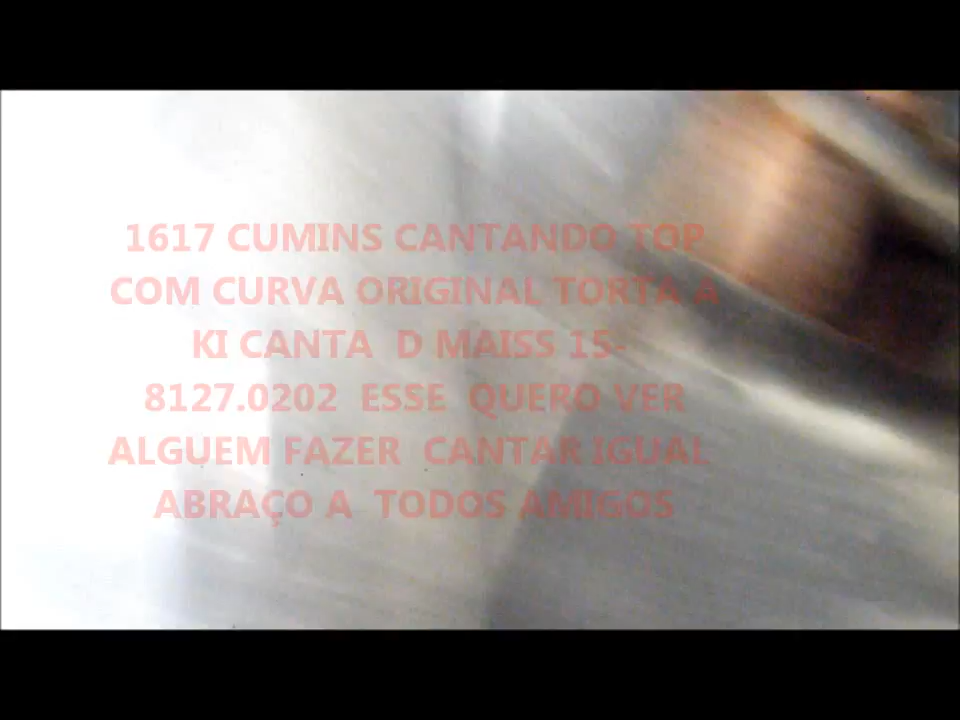 1617 CUMINS CANTANDO TOP
COM CURVA ORIGINAL TORTA A
KI CANTA D MAISS 15-
8127.0202 ESSE QUERO VER
ALGUEM FAZER CANTAR IGUAL
ABRAÇO A TODOS AMIGOS